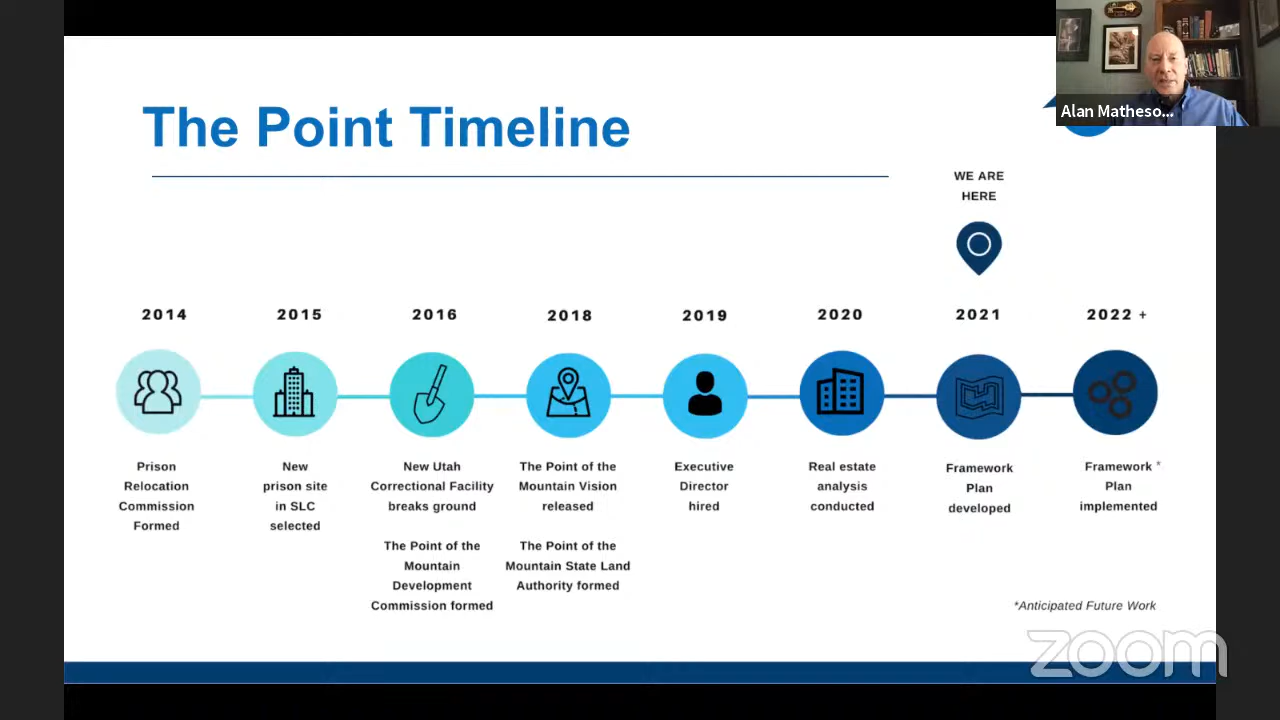 Alan Matheso...
The Point Timeline
WE ARE
HERE
2014
2015
2016
2018
2019
2020
2021
2022 +
Prison
Relocation
Commission
Formed
New
prison site
in SLC
selected
New Utah
Correctional Facility
breaks ground
The Point of the
Mountain
Development
Commission formed
The Point of the
Mountain Vision
released
The Point of the
Mountain State Land
Authority formed
Executive
Director
hired
Real estate
analysis
conducted
Framework
Plan
developed
Framework *
Plan
implemented
*Anticipated Future Work
zoom